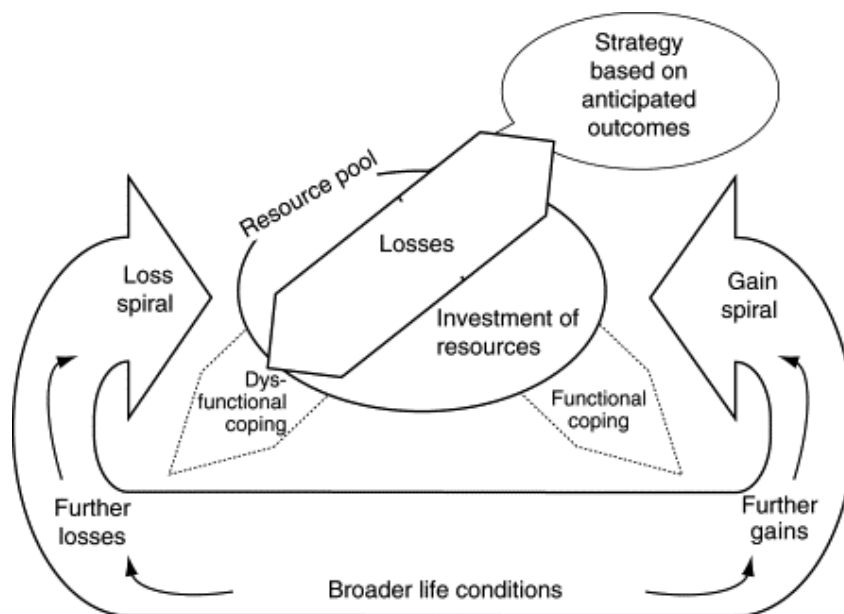 Strategy
based on
anticipated
outcomes
Resource pool
Losses
Loss
spiral
Gain
spiral
Investment of
resources
Dys-
functional
coping
Functional
coping
Further
losses
Further
gains
Broader life conditions